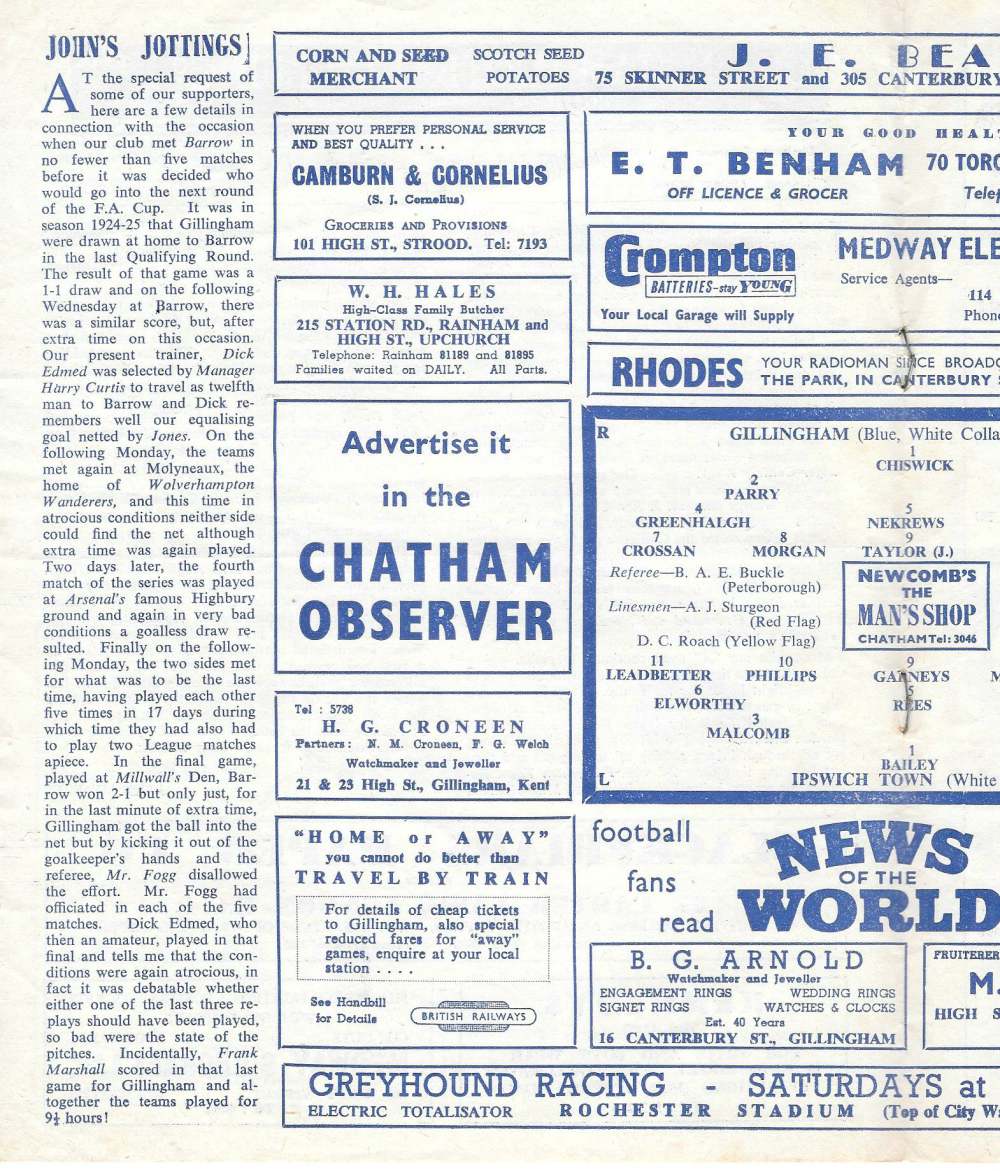 JOHN'S JOTTINGS
AT the special request of
some of our supporters,
here are a few details in
connection with the occasion
when our club met Barrow in
no fewer than five matches
before it was decided who
would go into the next round
of the F.A. Cup. It was in
season 1924-25 that Gillingham
were drawn at home to Barrow
in the last Qualifying Round.
The result of that game was a
1-1 draw and on the following
Wednesday at Barrow, there
was a similar score, but, after
extra time on this occasion.
Our present trainer, Dick
Edmed was selected by Manager
Harry Curtis to travel as twelfth
man to Barrow and Dick re-
members well our equalising
goal netted by Jones. On the
following Monday, the teams
met again at Molyneaux, the
home of Wolverhampton
Wanderers, and this time in
atrocious conditions neither side
could find the net although
extra time was again played.
Two days later, the fourth
match of the series was played
at Arsenal's famous Highbury
ground and again in very bad
conditions a goalless draw re-
sulted. Finally on the follow-
ing Monday, the two sides met
for what was to be the last
time, having played each other
five times in 17 days during
which time they had also had
to play two League matches
apiece. In the final game,
played at Millwall's Den, Bar-
row won 2-1 but only just, for
in the last minute of extra time,
Gillingham got the ball into the
net but by kicking it out of the
goalkeeper's hands and the
referee, Mr. Fogg disallowed
the effort. Mr. Fogg had
officiated in each of the five
matches. Dick Edmed, who
then an amateur, played in that
final and tells me that the con-
ditions were again atrocious, in
fact it was debatable whether
either one of the last three re-
plays should have been played,
so bad were the state of the
pitches. Incidentally, Frank
Marshall scored in that last
game for Gillingham and al-
together the teams played for
hours!
CORN AND SEED SCOTCH SEED J. E. BEA
MERCHANT POTATOES 75 SKINNER STREET and 305 CANTERBURY
WHEN YOU PREFER PERSONAL SERVICE
AND BEST QUALITY . . .
CAMBURN & CORNELIUS
(S. J. Cornelius)
GROCERIES AND PROVISIONS
101 HIGH ST., STROOD. Tel: 7193
W. H. HALES
High-Class Family Butcher
215 STATION RD., RAINHAM and
HIGH ST., UPCHURCH
Telephone: Rainham 81189 and 81895
Families waited on DAILY. All Parts.
Advertise it
in the
CHATHAM
OBSERVER
Tel : 5738
H. G. CRONEEN
Partners: N. M. Croneen, F. G. Welch
Watchmaker and Jeweller
21 & 23 High St., Gillingham, Kent
"HOME or AWAY"
you cannot do better than
TRAVEL BY TRAIN
For details of cheap tickets
to Gillingham, also special
reduced fares for "away"
games, enquire at your local
station . . . .
See Handbill
for Details
BRITISH RAILWAYS
YOUR GOOD HEAL
E. T. BENHAM 70 TORO
OFF LICENCE & GROCER Telep
Crompton
BATTERIES-stay YOUNG
Your Local Garage will Supply
MEDWAY ELE
Service Agents—
114
Phon
RHODES
YOUR RADIOMAN SINCE BROADC
THE PARK, IN CANTERBURY S
R GILLINGHAM (Blue, White Colla
1
CHISWICK
2
PARRY
4 5
GREENHALGH NEKREWS
7 8 9
CROSSAN MORGAN TAYLOR (J.)
Referee—B. A. E. Buckle
(Peterborough)
Linesmen—A. J. Sturgeon
(Red Flag)
D. C. Roach (Yellow Flag)
NEWCOMB'S
THE
MAN'S SHOP
CHATHAM Tel: 3046
11 10 9
LEADBETTER PHILLIPS GARNEYS M
6 5
ELWORTHY REES
3
MALCOMB
1
BAILEY
L IPSWICH TOWN (White
football
fans
read
NEWS
OF THE
WORLD
B. G. ARNOLD
Watchmaker and Jeweller
ENGAGEMENT RINGS WEDDING RINGS
SIGNET RINGS WATCHES & CLOCKS
Est. 40 Years
16 CANTERBURY ST., GILLINGHAM
FRUITERER
M.
HIGH S
GREYHOUND RACING - SATURDAYS at
ELECTRIC TOTALISATOR ROCHESTER STADIUM (Top of City Wa